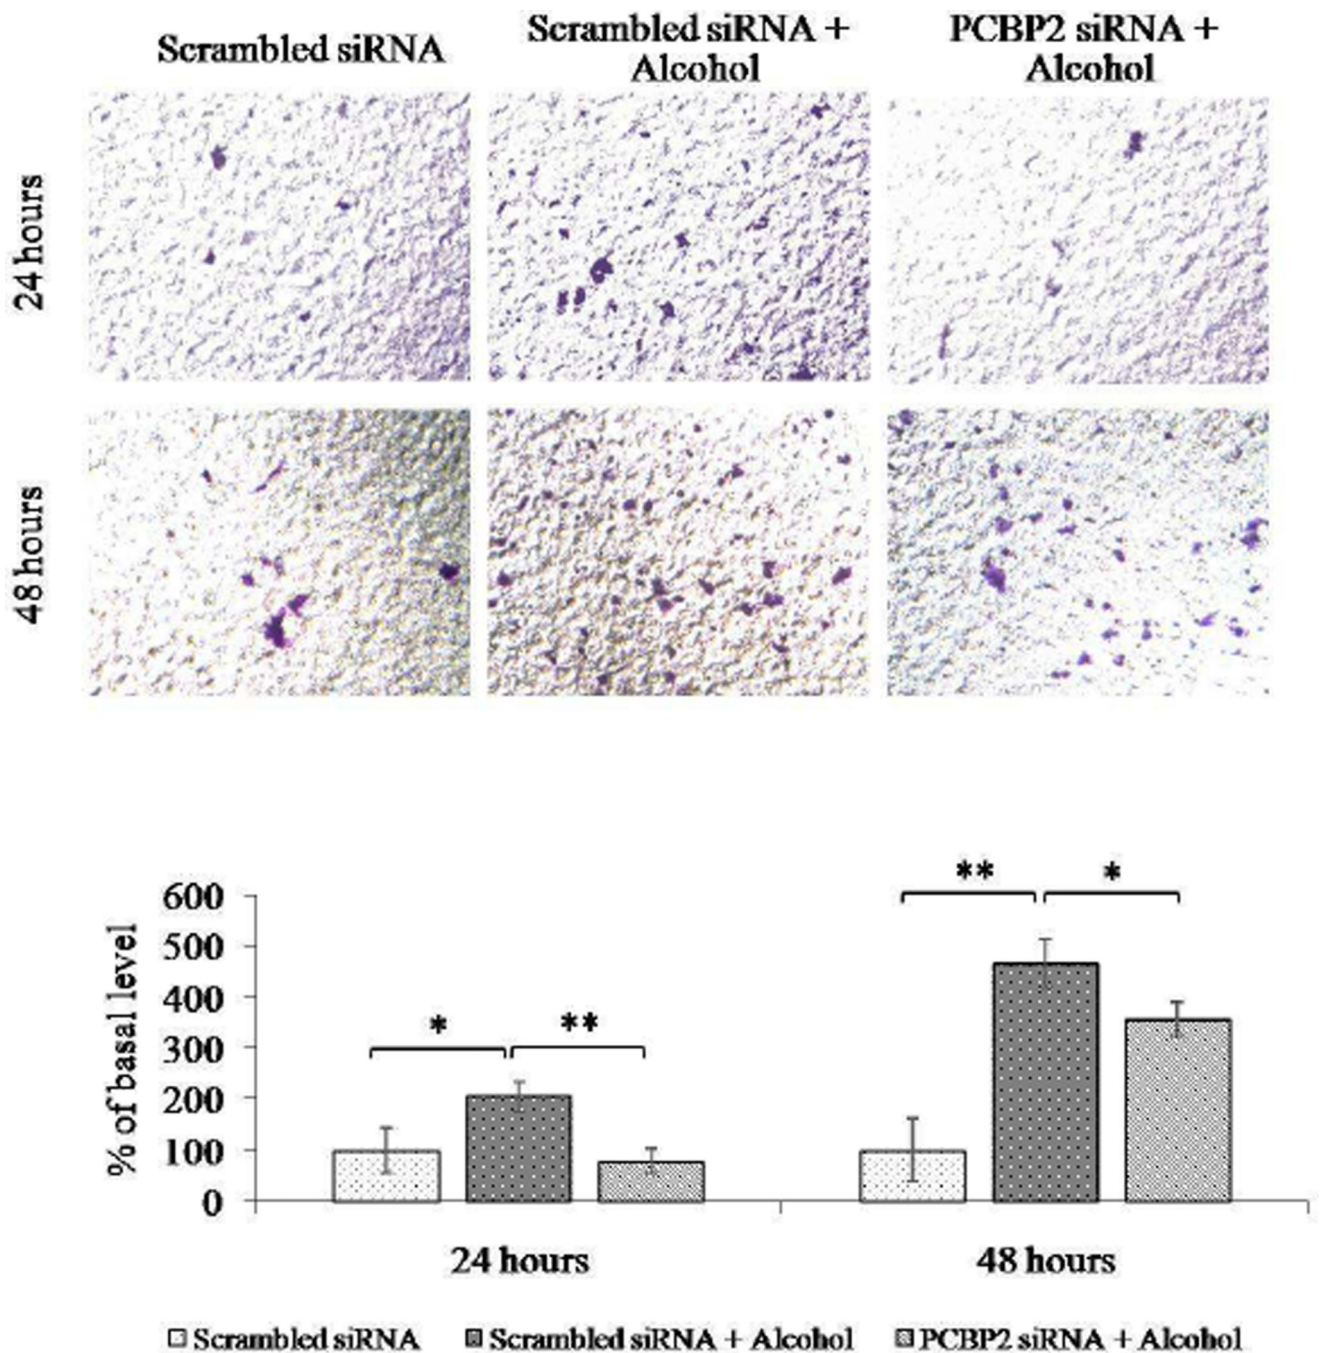 Scrambled siRNA
Scrambled siRNA +
Alcohol
PCBP2 siRNA +
Alcohol
24 hours
48 hours
% of basal level
600
500
400
300
200
100
0
*
**
**
*
24 hours
48 hours
Scrambled siRNA
Scrambled siRNA + Alcohol
PCBP2 siRNA + Alcohol